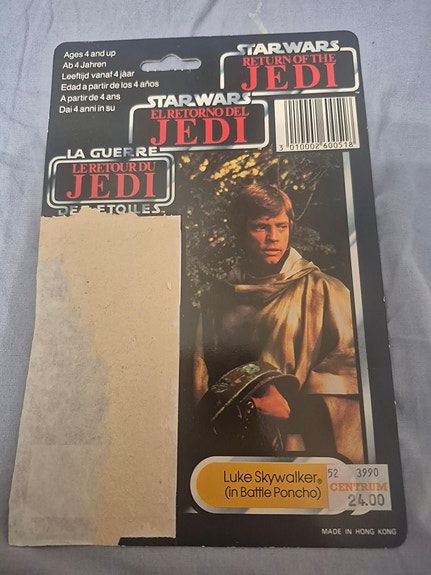 Ages 4 and up
Ab 4 Jahren
Leeftijd vanaf 4 jaar
Edad a partir de los 4 años
A partir de 4 ans
Dai 4 anni in su
STAR WARS
RETURN OF THE
JEDI
STAR WARS
EL RETORNO DEL
JEDI
LA GUERRE
LE RETOUR DU
JEDI
DES ETOILES
3 010002 600518
Luke Skywalker®
(in Battle Poncho)
52 3990
CENTRUM
24.00
MADE IN HONG KONG